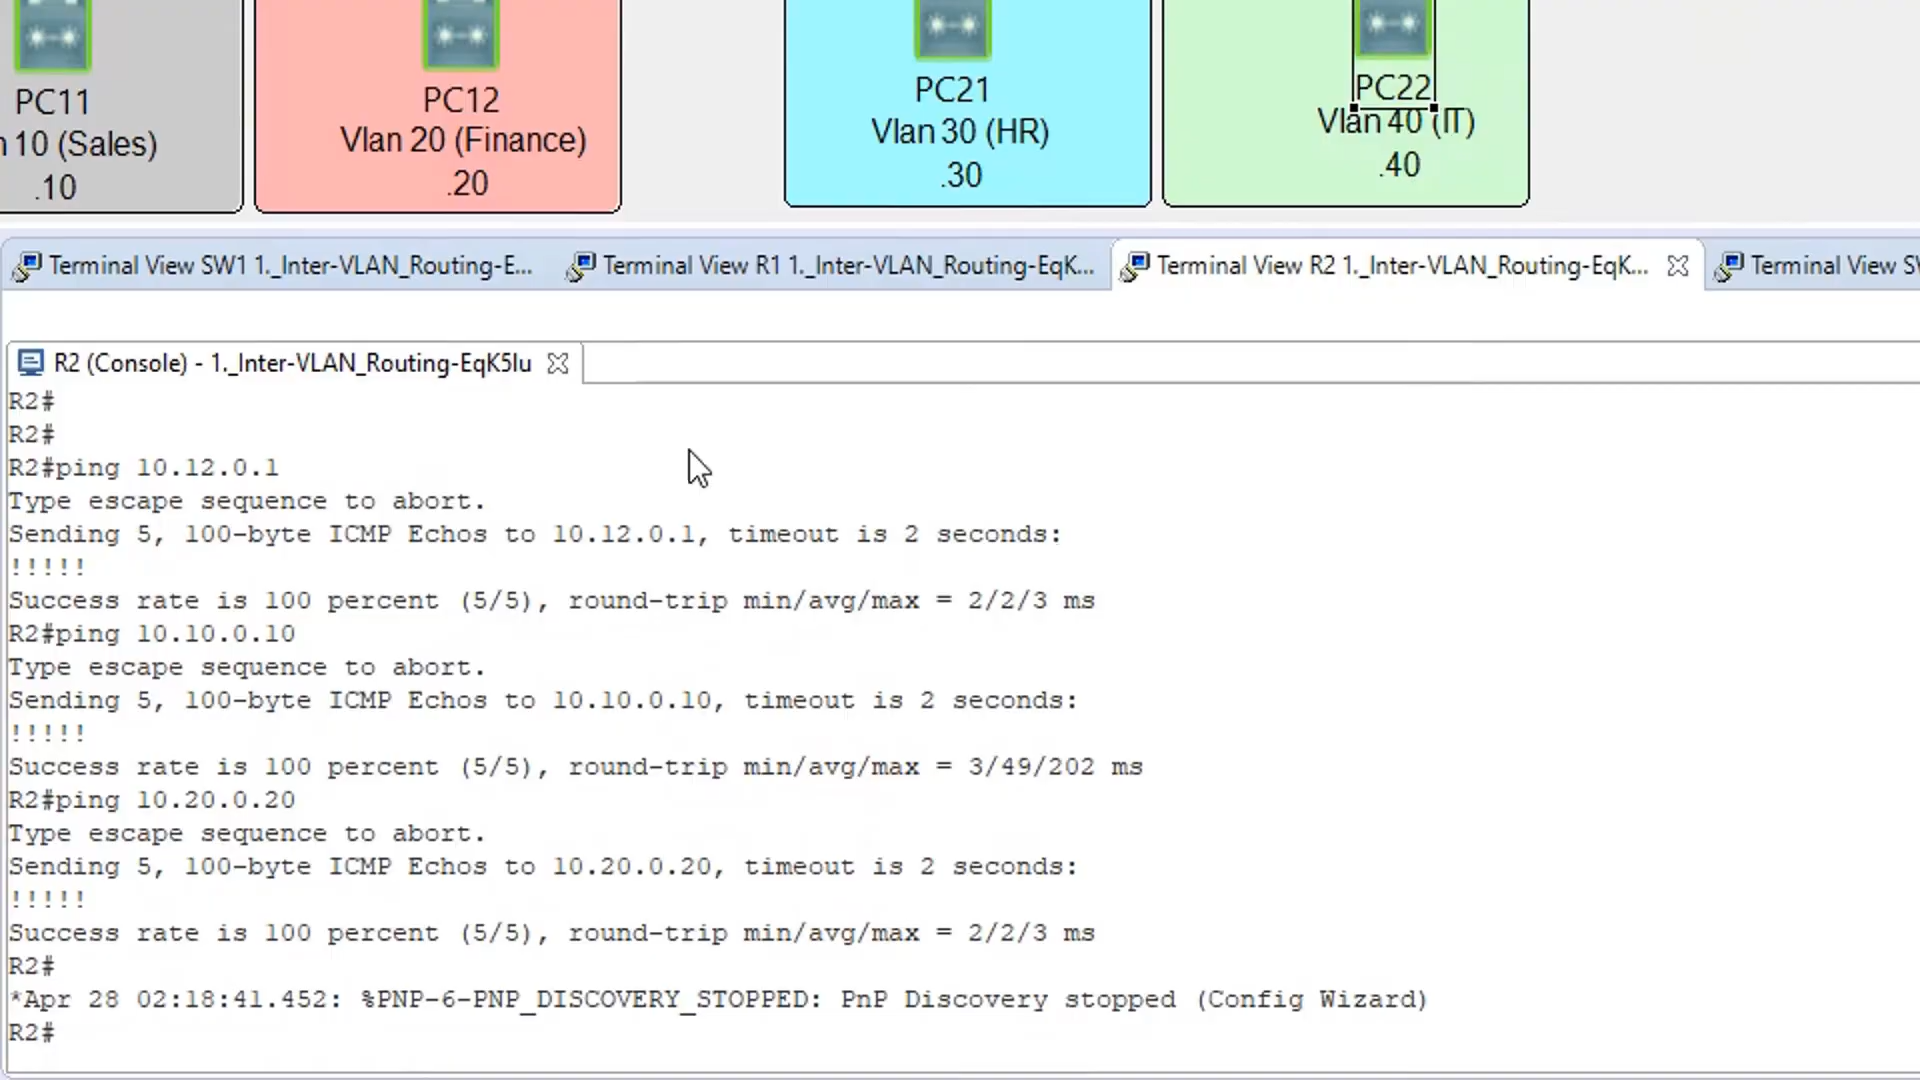 PC11
n 10 (Sales)
.10
PC12
Vlan 20 (Finance)
.20
PC21
Vlan 30 (HR)
.30
PC22
Vlan 40 (IT)
.40
Terminal View SW1 1._Inter-VLAN_Routing-E...
Terminal View R1 1._Inter-VLAN_Routing-EqK...
Terminal View R2 1._Inter-VLAN_Routing-EqK...
Terminal View SW
R2 (Console) - 1._Inter-VLAN_Routing-EqK5lu
R2#
R2#
R2#ping 10.12.0.1
Type escape sequence to abort.
Sending 5, 100-byte ICMP Echos to 10.12.0.1, timeout is 2 seconds:
!!!!!
Success rate is 100 percent (5/5), round-trip min/avg/max = 2/2/3 ms
R2#ping 10.10.0.10
Type escape sequence to abort.
Sending 5, 100-byte ICMP Echos to 10.10.0.10, timeout is 2 seconds:
!!!!!
Success rate is 100 percent (5/5), round-trip min/avg/max = 3/49/202 ms
R2#ping 10.20.0.20
Type escape sequence to abort.
Sending 5, 100-byte ICMP Echos to 10.20.0.20, timeout is 2 seconds:
!!!!!
Success rate is 100 percent (5/5), round-trip min/avg/max = 2/2/3 ms
R2#
*Apr 28 02:18:41.452: %PNP-6-PNP_DISCOVERY_STOPPED: PnP Discovery stopped (Config Wizard)
R2#